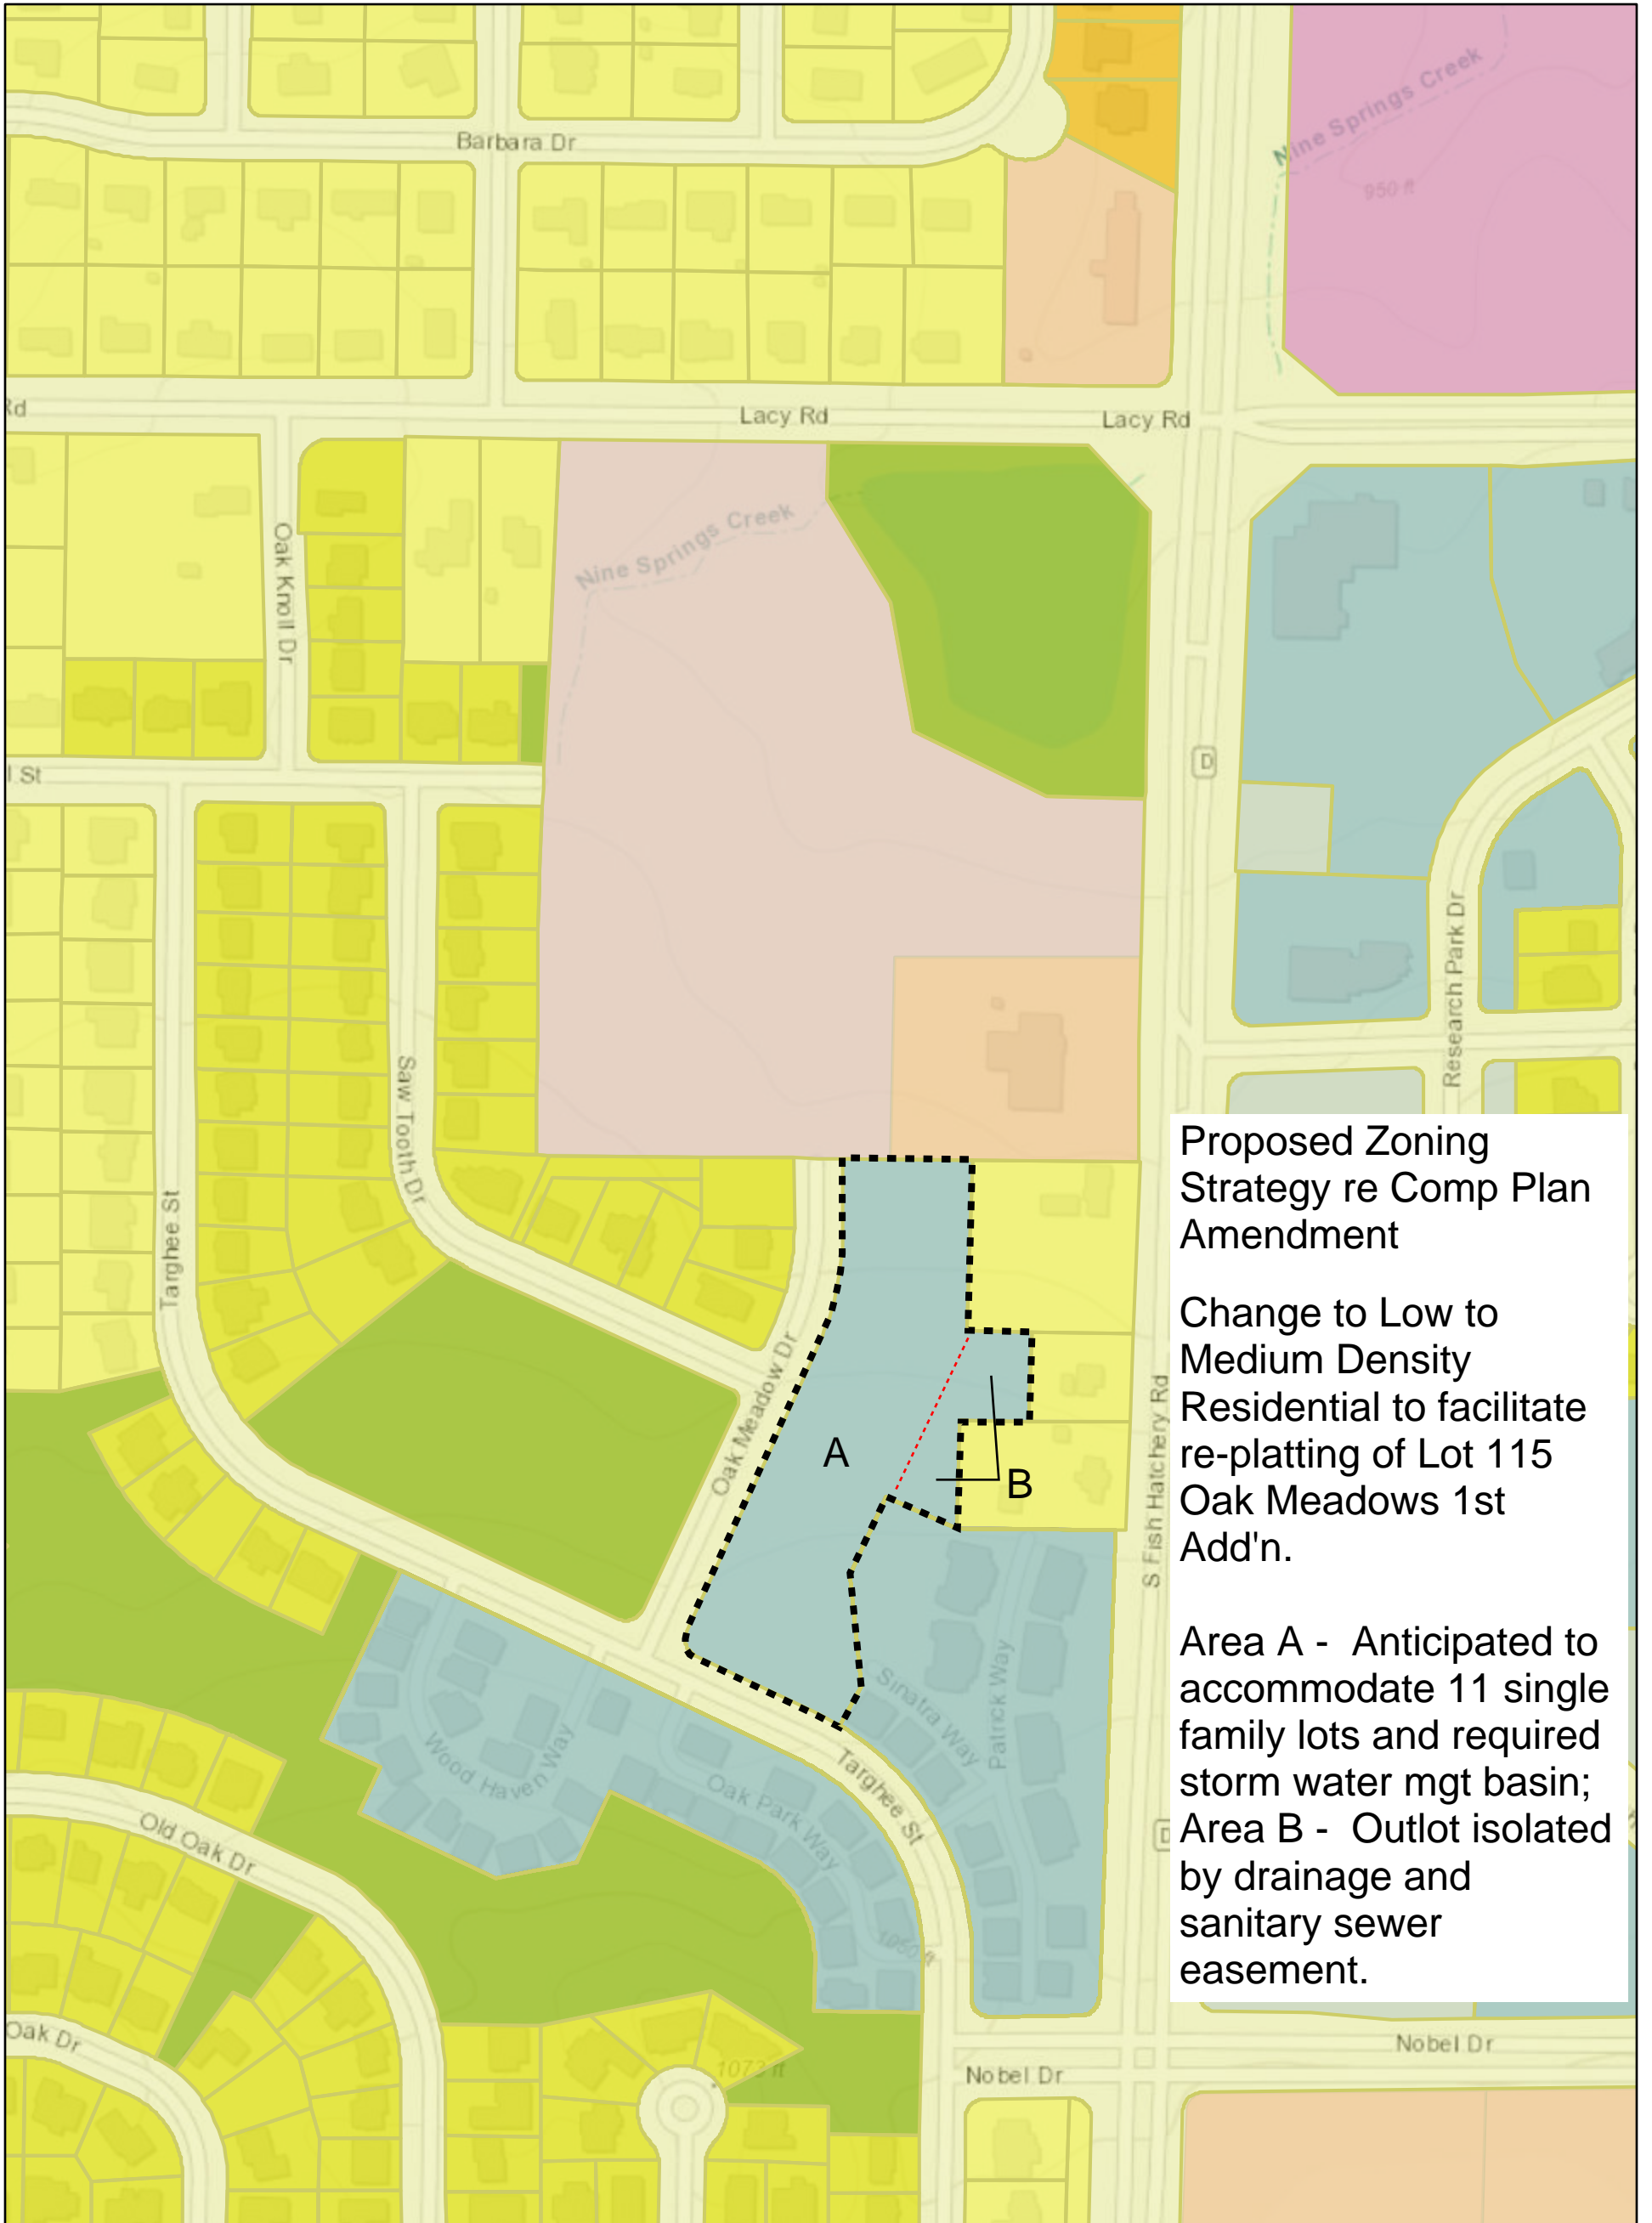 Nine Springs Creek
Barbara Dr
950 ft
Rd
Lacy Rd
Lacy Rd
Nine Springs Creek
Oak Knoll Dr
l St
D
Research Park Dr
Saw Tooth Dr
Targhee St
Proposed Zoning
Strategy re Comp Plan
Amendment
Change to Low to
Medium Density
Residential to facilitate
re-platting of Lot 115
Oak Meadows 1st
Add'n.
Area A - Anticipated to
accommodate 11 single
family lots and required
storm water mgt basin;
Area B - Outlot isolated
by drainage and
sanitary sewer
easement.
Oak Meadow Dr
A
B
S Fish Hatchery Rd
Sinatra Way
Patrick Way
Wood Haven Way
Oak Park Way
Targhee St
D
Old Oak Dr
1050 ft
Oak Dr
1073 ft
Nobel Dr
Nobel Dr